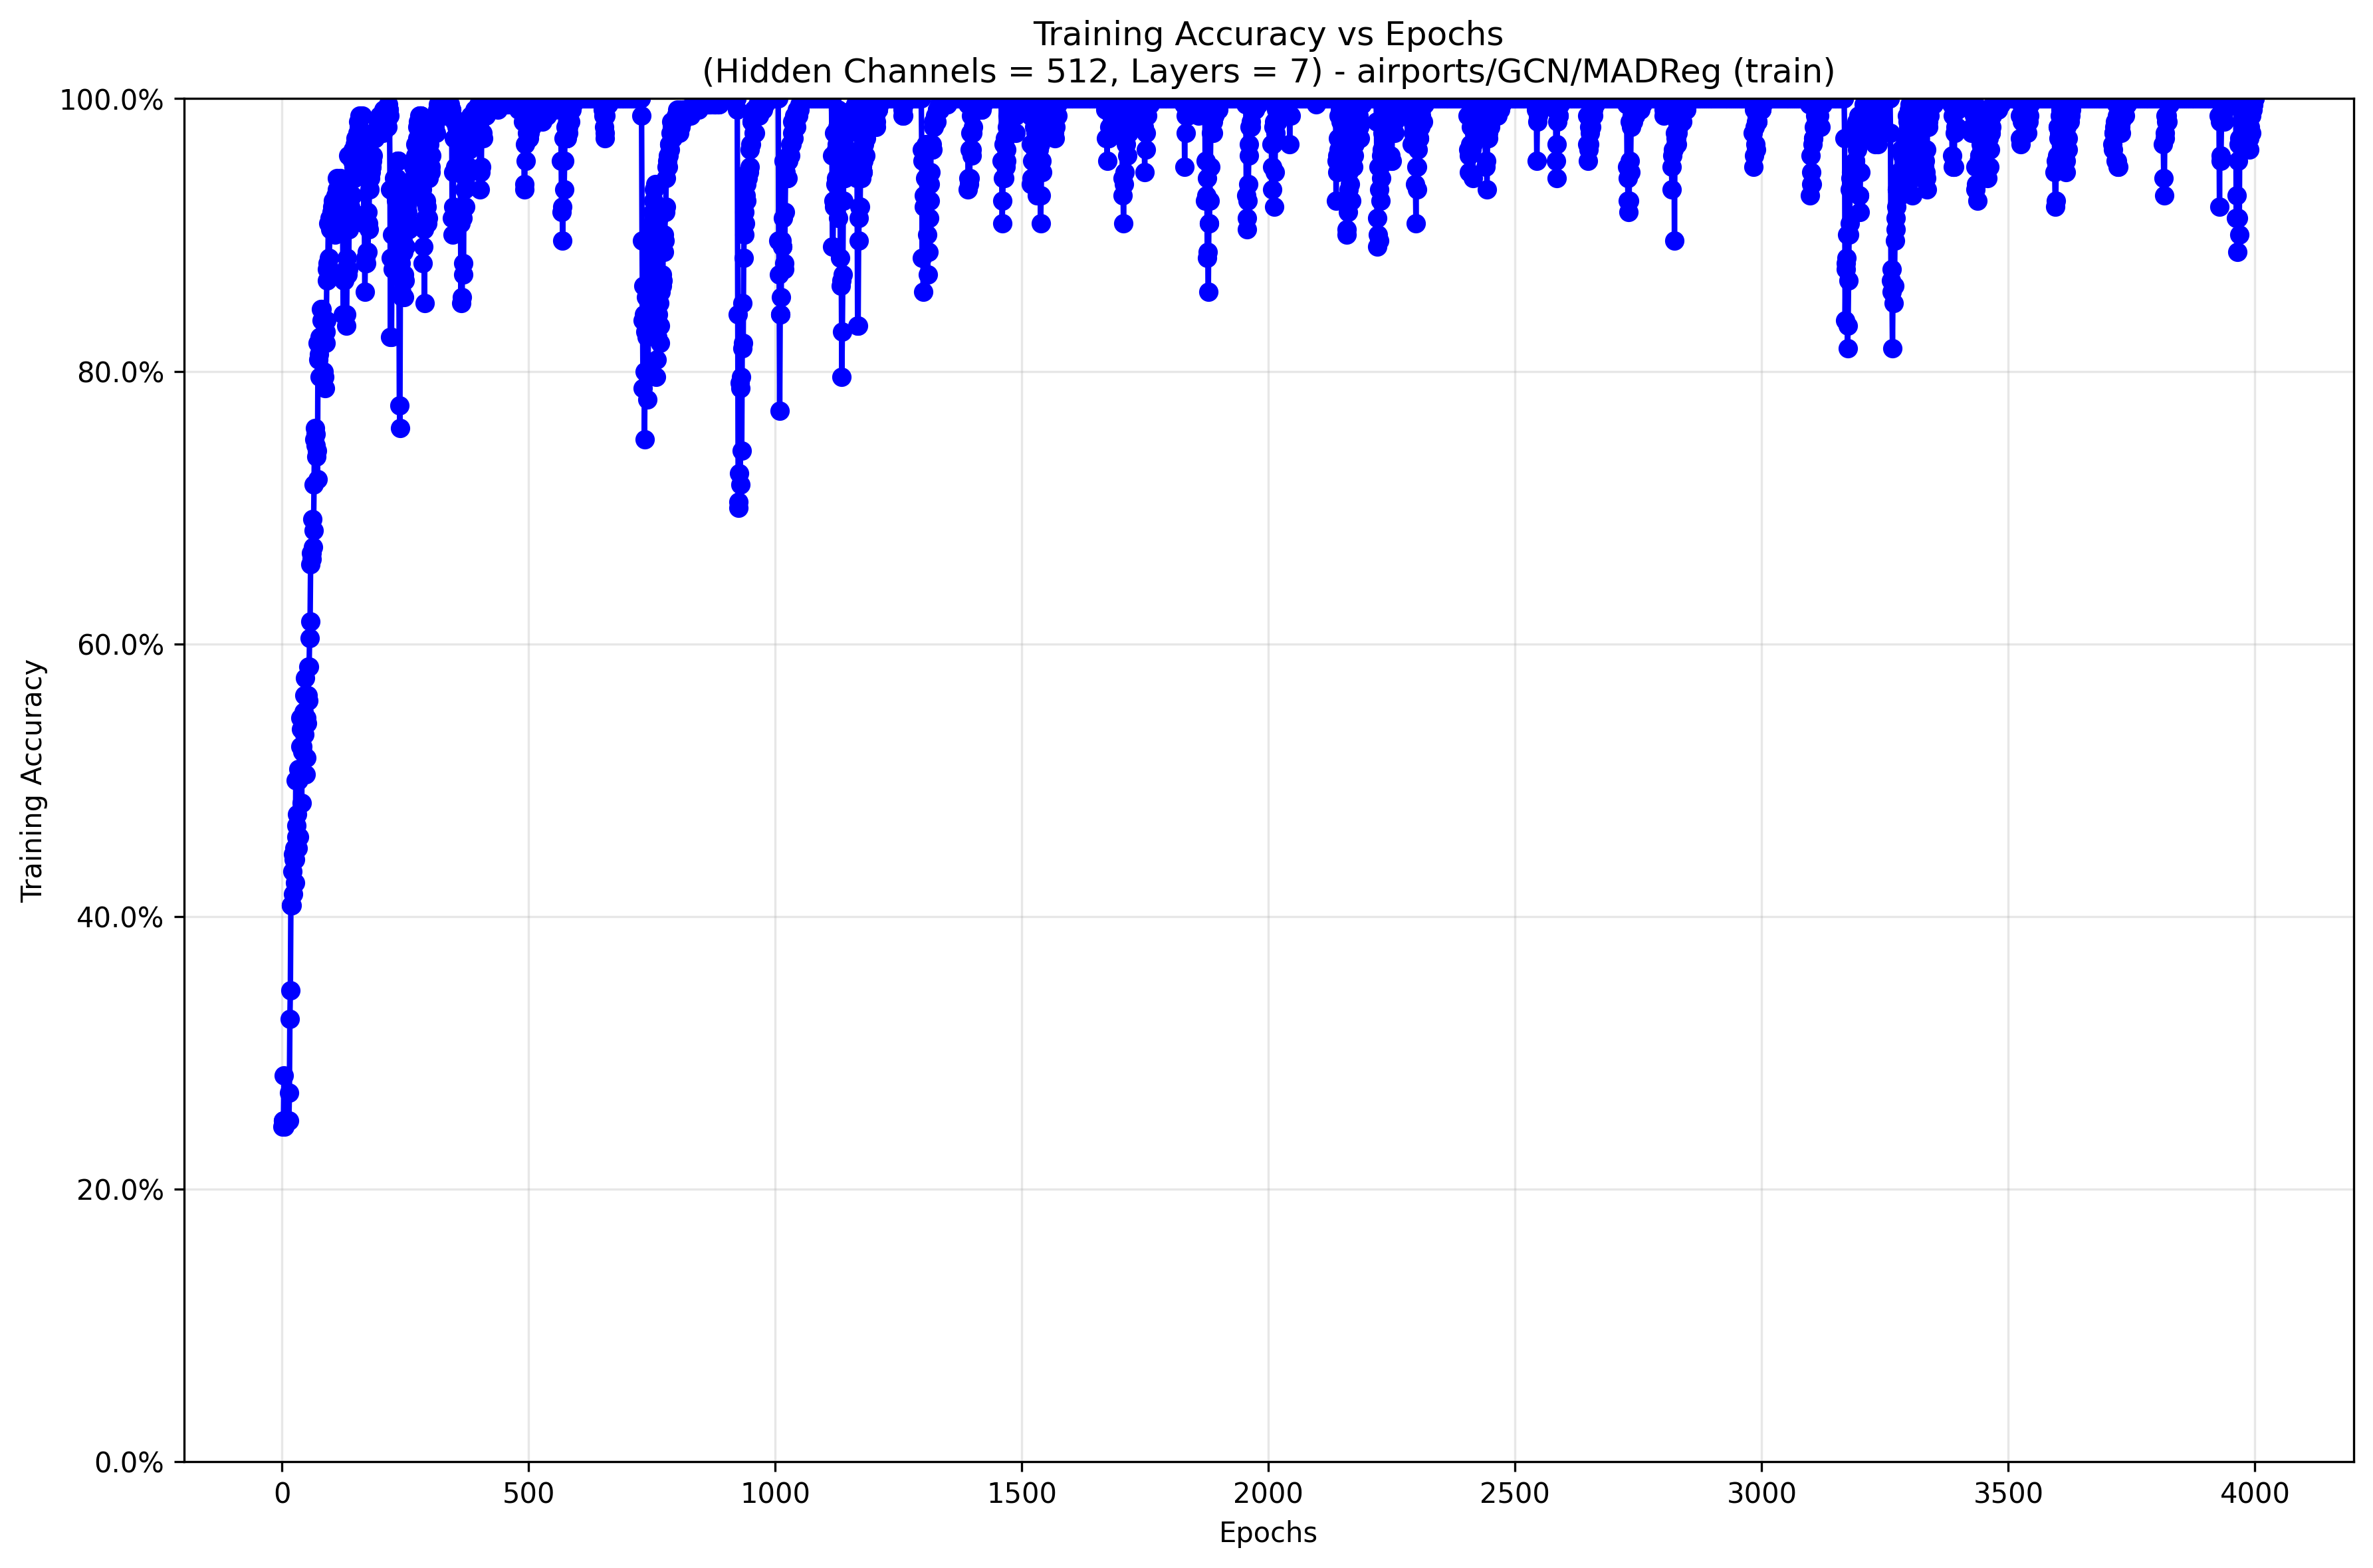 Training Accuracy vs Epochs
(Hidden Channels = 512, Layers = 7) - airports/GCN/MADReg (train)
100.0%
80.0%
60.0%
40.0%
20.0%
0.0%
Training Accuracy
0 500 1000 1500 2000 2500 3000 3500 4000
Epochs